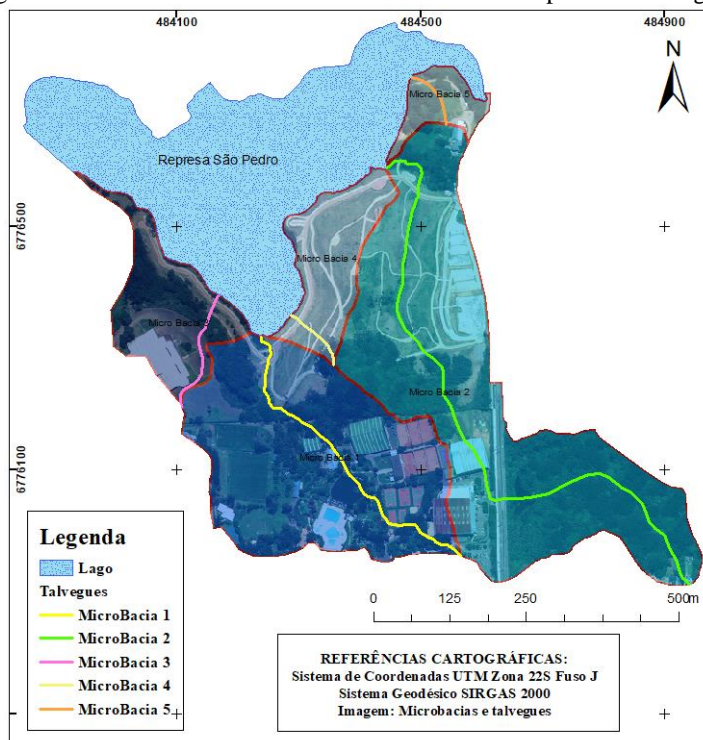 484100 484500 484900
N
Micro Bacia 5
Represa São Pedro
6776500
Micro Bacia 4
Micro Bacia 3
Micro Bacia 2
6776100
Micro Bacia 1
Legenda
Lago
Talvegues
MicroBacia 1
MicroBacia 2
MicroBacia 3
MicroBacia 4
MicroBacia 5
0 125 250 500m
REFERÊNCIAS CARTOGRÁFICAS:
Sistema de Coordenadas UTM Zona 22S Fuso J
Sistema Geodésico SIRGAS 2000
Imagem: Microbacias e talvegues